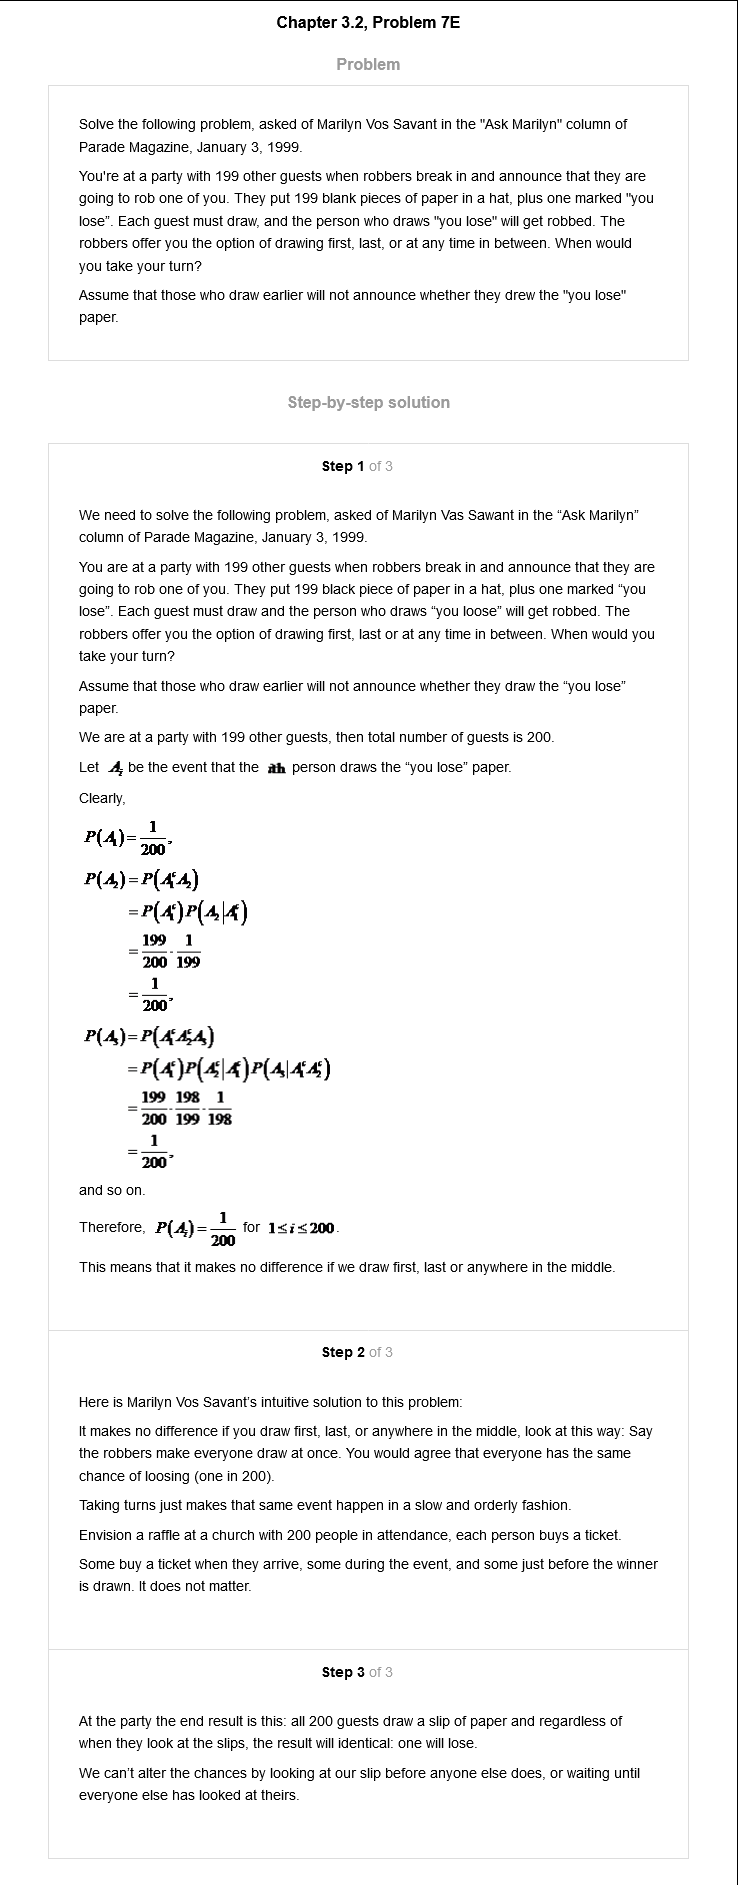 Chapter 3.2, Problem 7E
Problem
Solve the following problem, asked of Marilyn Vos Savant in the "Ask Marilyn" column of
Parade Magazine, January 3, 1999.
You're at a party with 199 other guests when robbers break in and announce that they are
going to rob one of you. They put 199 blank pieces of paper in a hat, plus one marked "you
lose”. Each guest must draw, and the person who draws "you lose" will get robbed. The
robbers offer you the option of drawing first, last, or at any time in between. When would
you take your turn?
Assume that those who draw earlier will not announce whether they drew the "you lose"
paper.
Step-by-step solution
Step 1 of 3
We need to solve the following problem, asked of Marilyn Vas Sawant in the “Ask Marilyn”
column of Parade Magazine, January 3, 1999.
You are at a party with 199 other guests when robbers break in and announce that they are
going to rob one of you. They put 199 black piece of paper in a hat, plus one marked “you
lose”. Each guest must draw and the person who draws “you loose” will get robbed. The
robbers offer you the option of drawing first, last or at any time in between. When would you
take your turn?
Assume that those who draw earlier will not announce whether they draw the “you lose”
paper.
We are at a party with 199 other guests, then total number of guests is 200.
Let A_i be the event that the ith person draws the “you lose” paper.
Clearly,
P(A_1) = 1/200,
P(A_2) = P(A_1^c A_2)
= P(A_1^c) P(A_2 | A_1^c)
= 199/200 · 1/199
= 1/200,
P(A_3) = P(A_1^c A_2^c A_3)
= P(A_1^c) P(A_2^c | A_1^c) P(A_3 | A_1^c A_2^c)
= 199/200 · 198/199 · 1/198
= 1/200,
and so on.
Therefore, P(A_i) = 1/200 for 1 ≤ i ≤ 200.
This means that it makes no difference if we draw first, last or anywhere in the middle.
Step 2 of 3
Here is Marilyn Vos Savant's intuitive solution to this problem:
It makes no difference if you draw first, last, or anywhere in the middle, look at this way: Say
the robbers make everyone draw at once. You would agree that everyone has the same
chance of loosing (one in 200).
Taking turns just makes that same event happen in a slow and orderly fashion.
Envision a raffle at a church with 200 people in attendance, each person buys a ticket.
Some buy a ticket when they arrive, some during the event, and some just before the winner
is drawn. It does not matter.
Step 3 of 3
At the party the end result is this: all 200 guests draw a slip of paper and regardless of
when they look at the slips, the result will identical: one will lose.
We can’t alter the chances by looking at our slip before anyone else does, or waiting until
everyone else has looked at theirs.